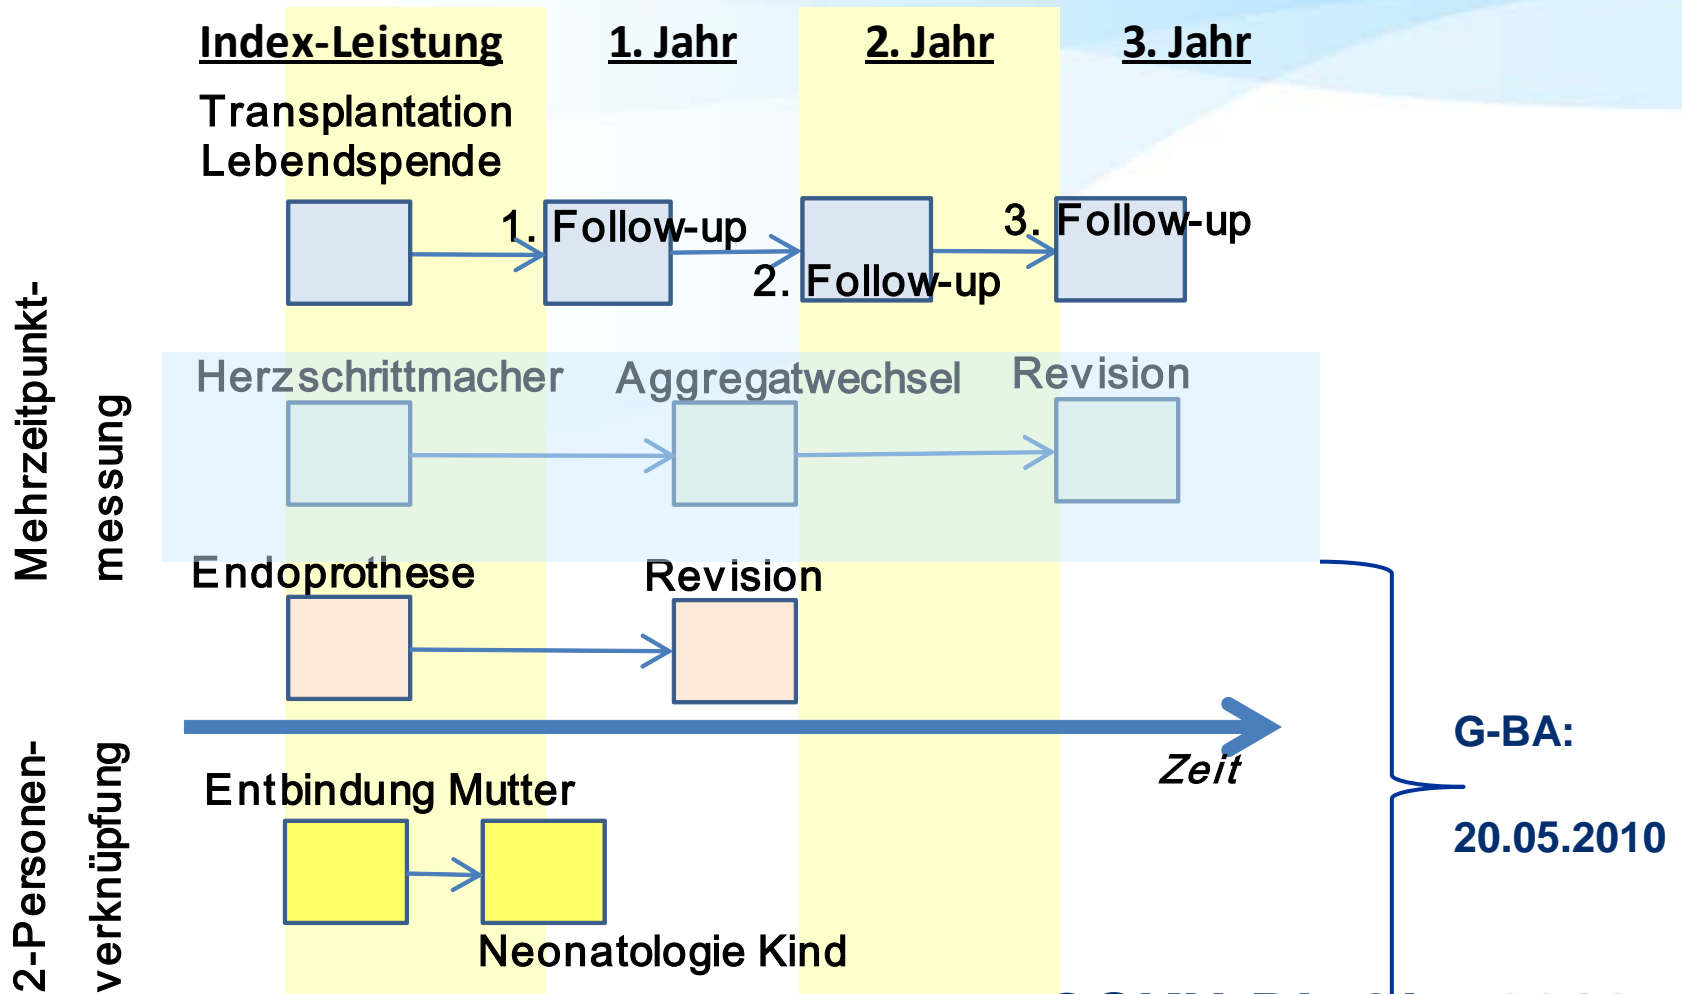 Index-Leistung
1. Jahr
2. Jahr
3. Jahr
Transplantation
Lebendspende
1. Follow-up
2. Follow-up
3. Follow-up
Mehrzeitpunkt-
messung
Herzschrittmacher
Aggregatwechsel
Revision
Endoprothese
Revision
Zeit
G-BA:
20.05.2010
2-Personen-
verknüpfung
Entbindung Mutter
Neonatologie Kind